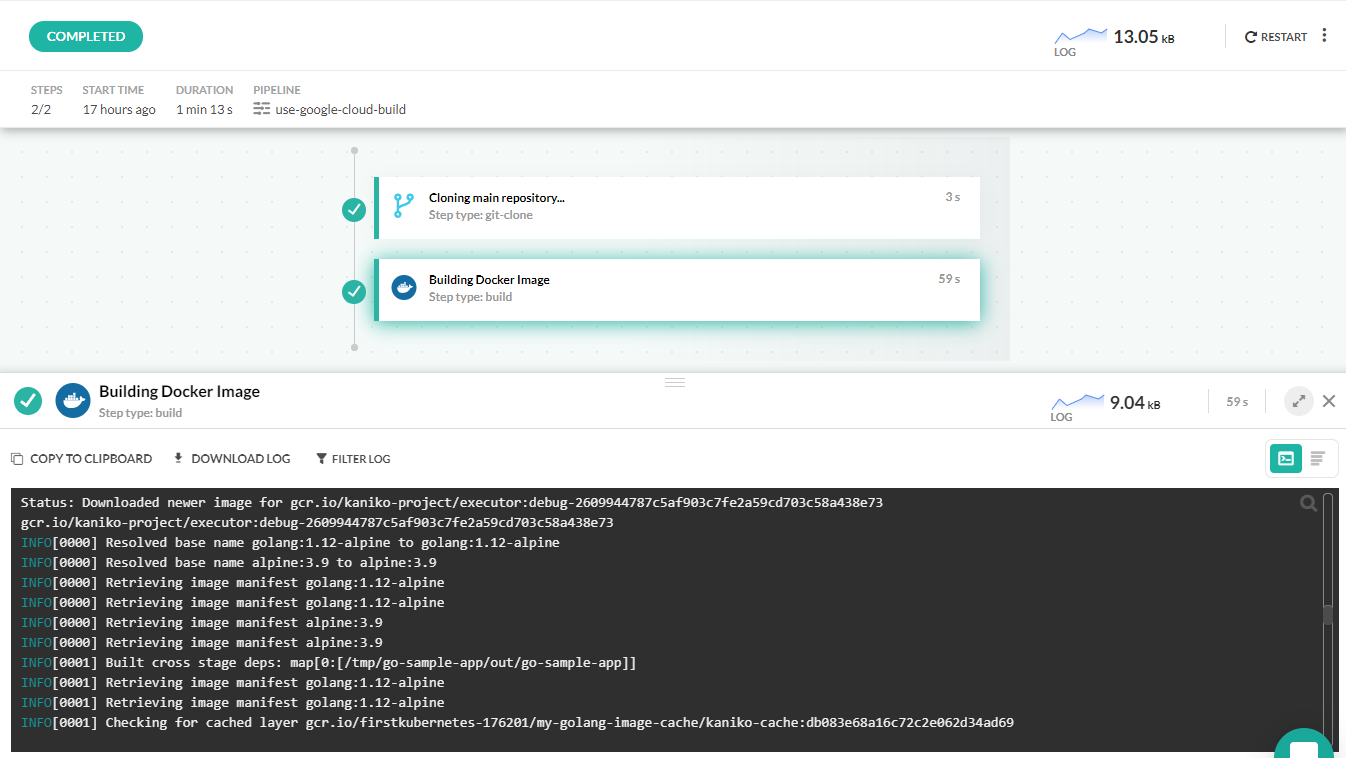 COMPLETED
LOG
13.05 kB
RESTART
STEPS START TIME DURATION PIPELINE
2/2 17 hours ago 1 min 13 s use-google-cloud-build
Cloning main repository... 3 s
Step type: git-clone
Building Docker Image 59 s
Step type: build
Building Docker Image
Step type: build
LOG
9.04 kB
59 s
COPY TO CLIPBOARD DOWNLOAD LOG FILTER LOG
Status: Downloaded newer image for gcr.io/kaniko-project/executor:debug-2609944787c5af903c7fe2a59cd703c58a438e73
gcr.io/kaniko-project/executor:debug-2609944787c5af903c7fe2a59cd703c58a438e73
INFO[0000] Resolved base name golang:1.12-alpine to golang:1.12-alpine
INFO[0000] Resolved base name alpine:3.9 to alpine:3.9
INFO[0000] Retrieving image manifest golang:1.12-alpine
INFO[0000] Retrieving image manifest golang:1.12-alpine
INFO[0000] Retrieving image manifest alpine:3.9
INFO[0000] Retrieving image manifest alpine:3.9
INFO[0001] Built cross stage deps: map[0:[/tmp/go-sample-app/out/go-sample-app]]
INFO[0001] Retrieving image manifest golang:1.12-alpine
INFO[0001] Retrieving image manifest golang:1.12-alpine
INFO[0001] Checking for cached layer gcr.io/firstkubernetes-176201/my-golang-image-cache/kaniko-cache:db083e68a16c72c2e062d34ad69